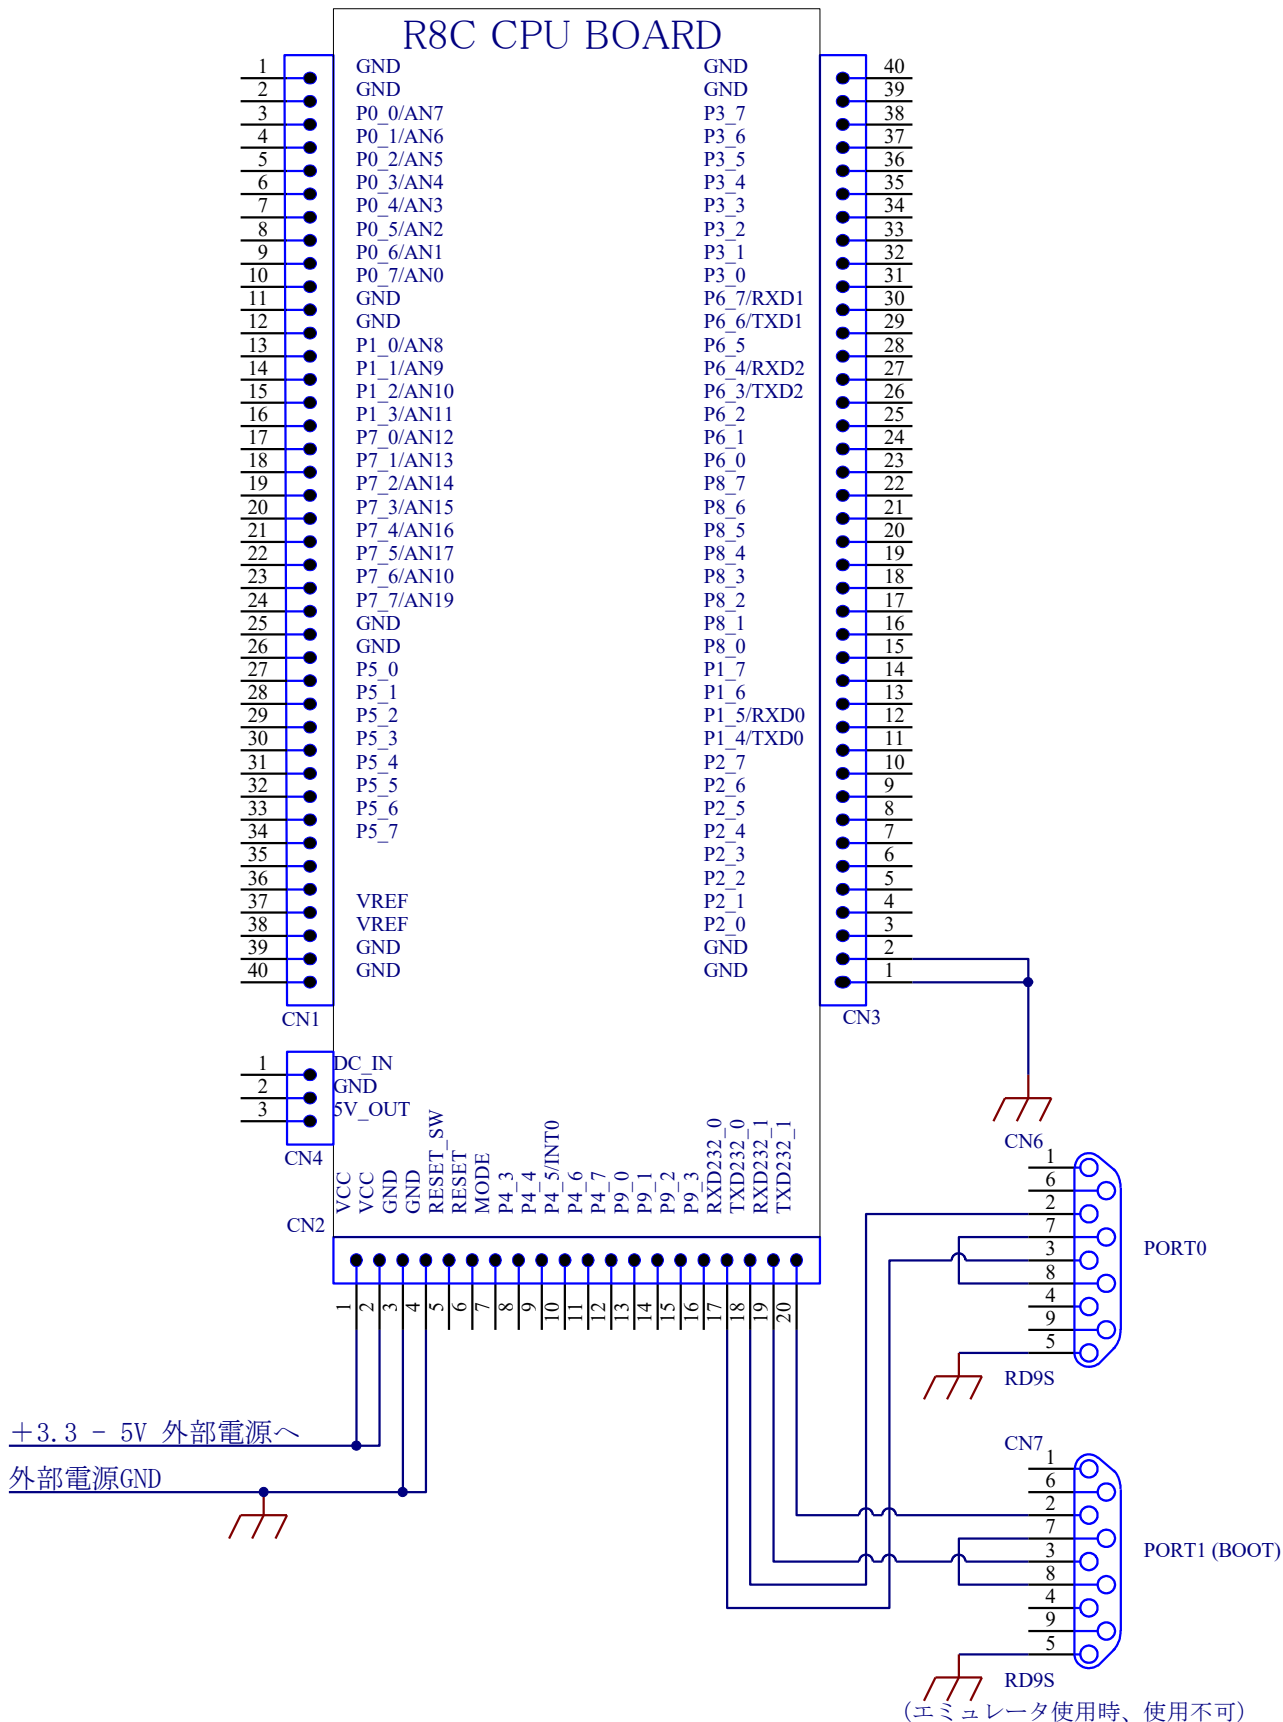 R8C CPU BOARD
1 GND
2 GND
3 P0_0/AN7
4 P0_1/AN6
5 P0_2/AN5
6 P0_3/AN4
7 P0_4/AN3
8 P0_5/AN2
9 P0_6/AN1
10 P0_7/AN0
11 GND
12 GND
13 P1_0/AN8
14 P1_1/AN9
15 P1_2/AN10
16 P1_3/AN11
17 P7_0/AN12
18 P7_1/AN13
19 P7_2/AN14
20 P7_3/AN15
21 P7_4/AN16
22 P7_5/AN17
23 P7_6/AN10
24 P7_7/AN19
25 GND
26 GND
27 P5_0
28 P5_1
29 P5_2
30 P5_3
31 P5_4
32 P5_5
33 P5_6
34 P5_7
35
36
37 VREF
38 VREF
39 GND
40 GND
CN1
GND 40
GND 39
P3_7 38
P3_6 37
P3_5 36
P3_4 35
P3_3 34
P3_2 33
P3_1 32
P3_0 31
P6_7/RXD1 30
P6_6/TXD1 29
P6_5 28
P6_4/RXD2 27
P6_3/TXD2 26
P6_2 25
P6_1 24
P6_0 23
P8_7 22
P8_6 21
P8_5 20
P8_4 19
P8_3 18
P8_2 17
P8_1 16
P8_0 15
P1_7 14
P1_6 13
P1_5/RXD0 12
P1_4/TXD0 11
P2_7 10
P2_6 9
P2_5 8
P2_4 7
P2_3 6
P2_2 5
P2_1 4
P2_0 3
GND 2
GND 1
CN3
1 DC_IN
2 GND
3 5V_OUT
CN4
CN2
VCC 1
VCC 2
GND 3
GND 4
RESET_SW 5
RESET 6
MODE 7
P4_3 8
P4_4 9
P4_5/INT0 10
P4_6 11
P4_7 12
P9_0 13
P9_1 14
P9_2 15
P9_3 16
RXD232_0 17
TXD232_0 18
RXD232_1 19
TXD232_1 20
CN6
1
6
2
7
3
8
4
9
5
PORT0
RD9S
+3.3 - 5V 外部電源へ
外部電源GND
CN7
1
6
2
7
3
8
4
9
5
PORT1 (BOOT)
RD9S
(エミュレータ使用時、使用不可)